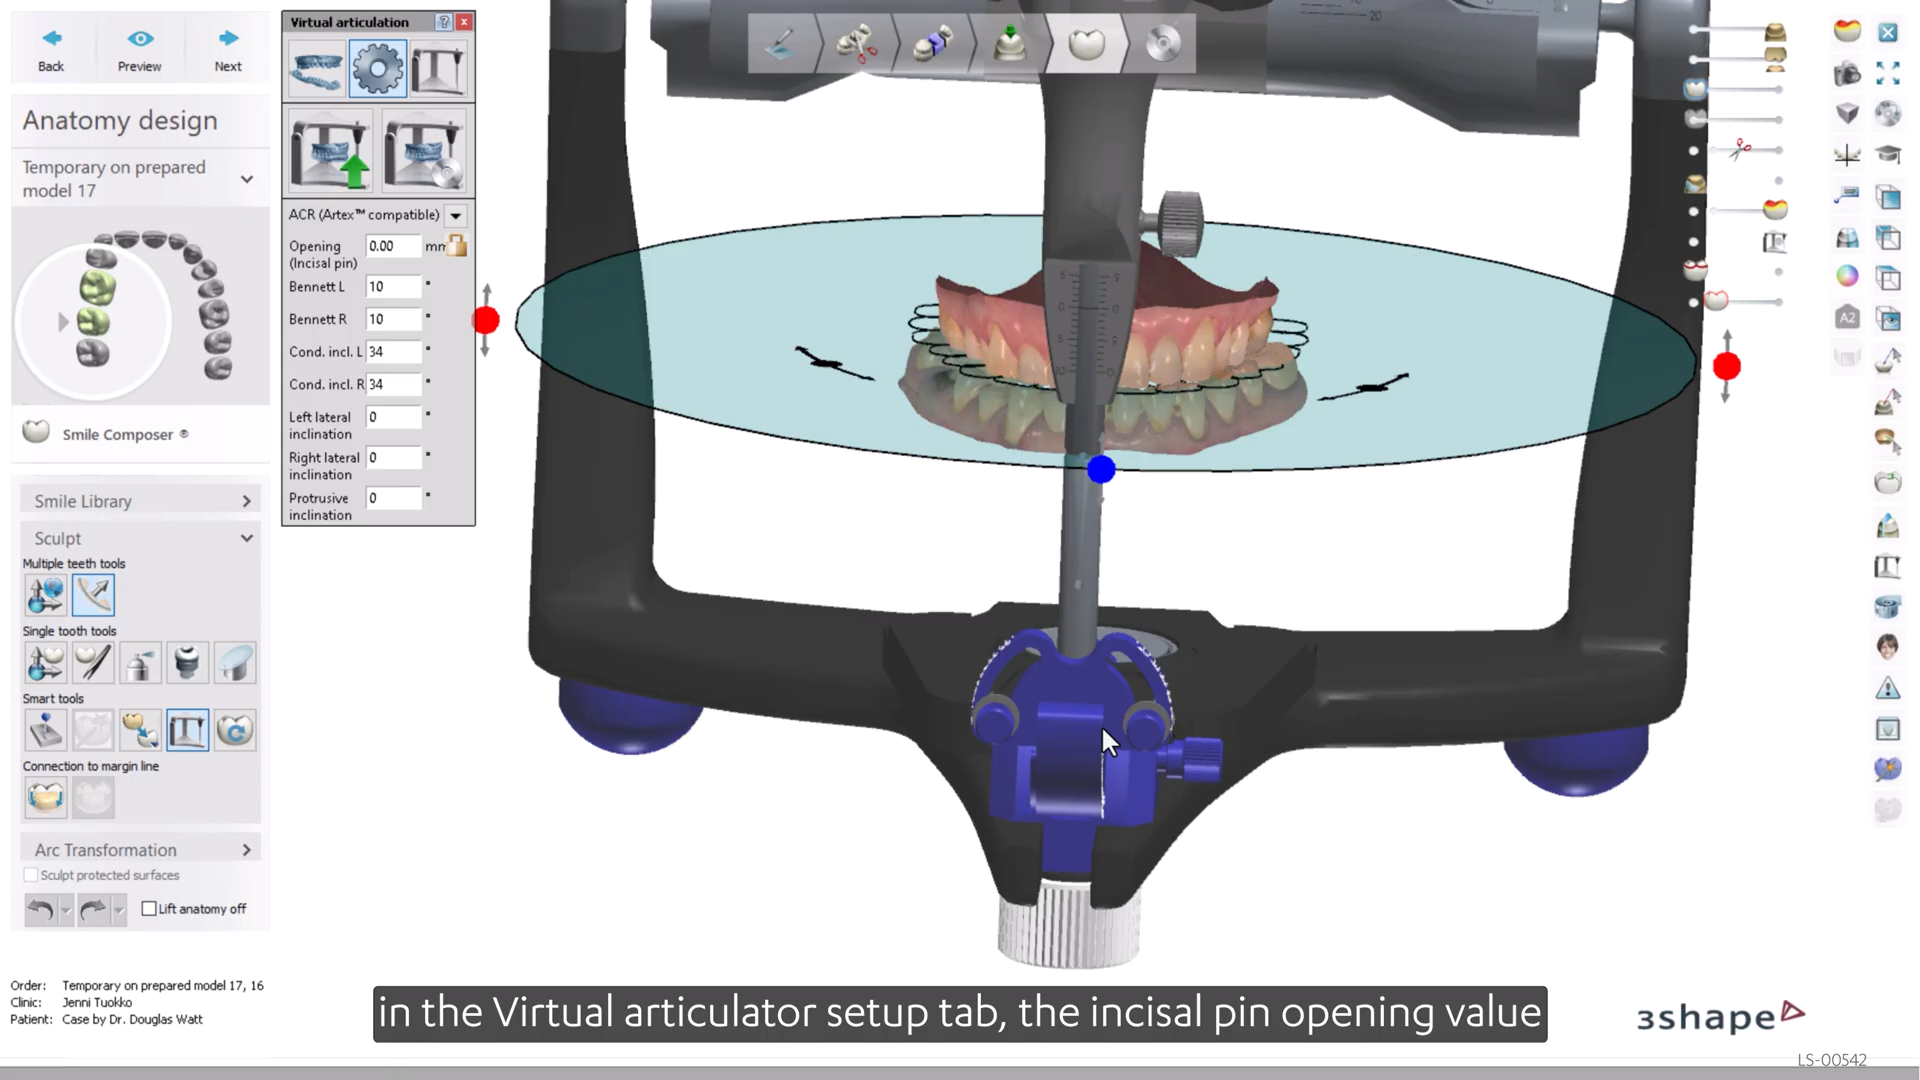 Back
Preview
Next
Anatomy design
Temporary on prepared
model 17
Smile Composer ®
Smile Library
Sculpt
Multiple teeth tools
Single tooth tools
Smart tools
Connection to margin line
Arc Transformation
Sculpt protected surfaces
Lift anatomy off
Order: Temporary on prepared model 17, 16
Clinic: Jenni Tuokko
Patient: Case by Dr. Douglas Watt
Virtual articulation
ACR (Artex™ compatible)
Opening 0.00 mm
(Incisal pin)
Bennett L 10 °
Bennett R 10 °
Cond. incl. L 34 °
Cond. incl. R 34 °
Left lateral 0 °
inclination
Right lateral 0 °
inclination
Protrusive 0 °
inclination
20
A2
in the Virtual articulator setup tab, the incisal pin opening value
3shape
LS-00542